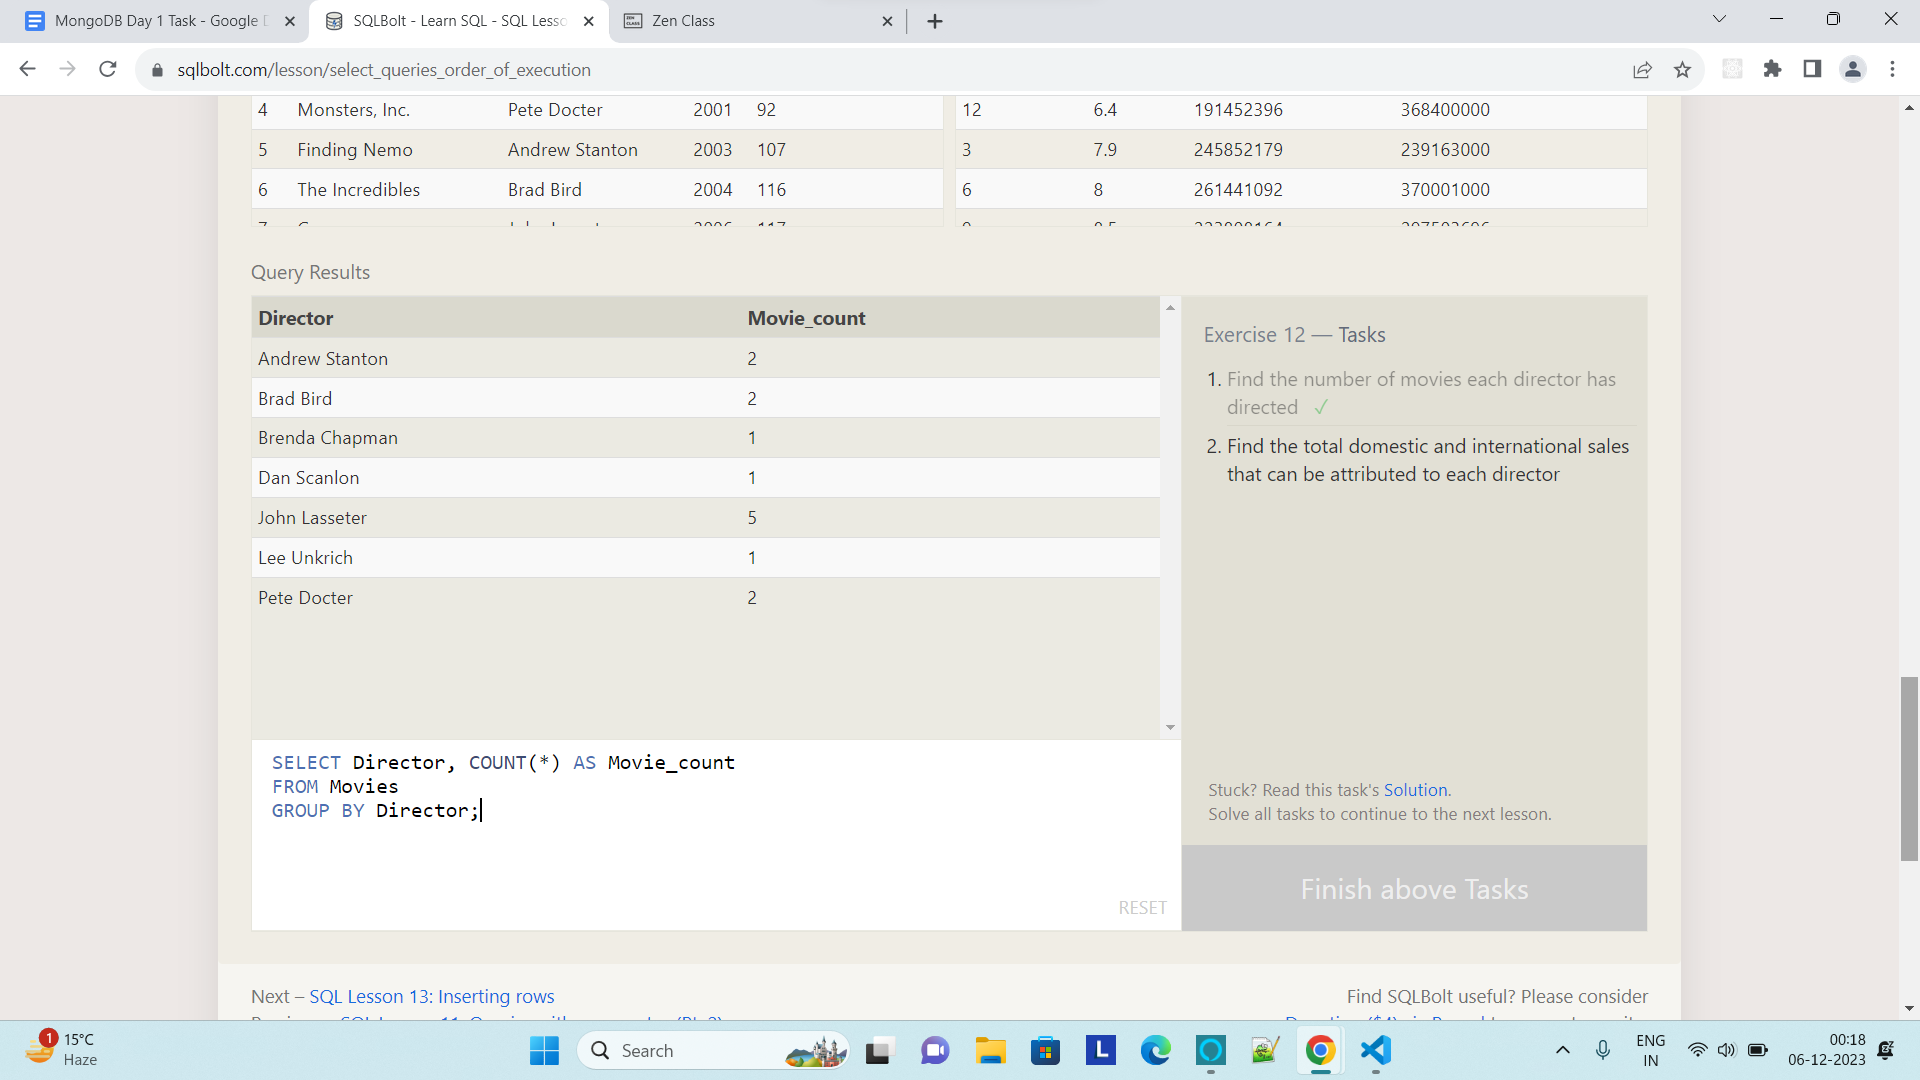 MongoDB Day 1 Task - Google
SQLBolt - Learn SQL - SQL Lesso
Zen Class
sqlbolt.com/lesson/select_queries_order_of_execution
4 Monsters, Inc. Pete Docter 2001 92 12 6.4 191452396 368400000
5 Finding Nemo Andrew Stanton 2003 107 3 7.9 245852179 239163000
6 The Incredibles Brad Bird 2004 116 6 8 261441092 370001000
Query Results
Director Movie_count
Andrew Stanton 2
Brad Bird 2
Brenda Chapman 1
Dan Scanlon 1
John Lasseter 5
Lee Unkrich 1
Pete Docter 2
Exercise 12 — Tasks
1. Find the number of movies each director has
directed ✓
2. Find the total domestic and international sales
that can be attributed to each director
SELECT Director, COUNT(*) AS Movie_count
FROM Movies
GROUP BY Director;
RESET
Stuck? Read this task's Solution.
Solve all tasks to continue to the next lesson.
Finish above Tasks
Next – SQL Lesson 13: Inserting rows
Find SQLBolt useful? Please consider
1
15°C
Haze
Search
L
ENG
IN
00:18
06-12-2023